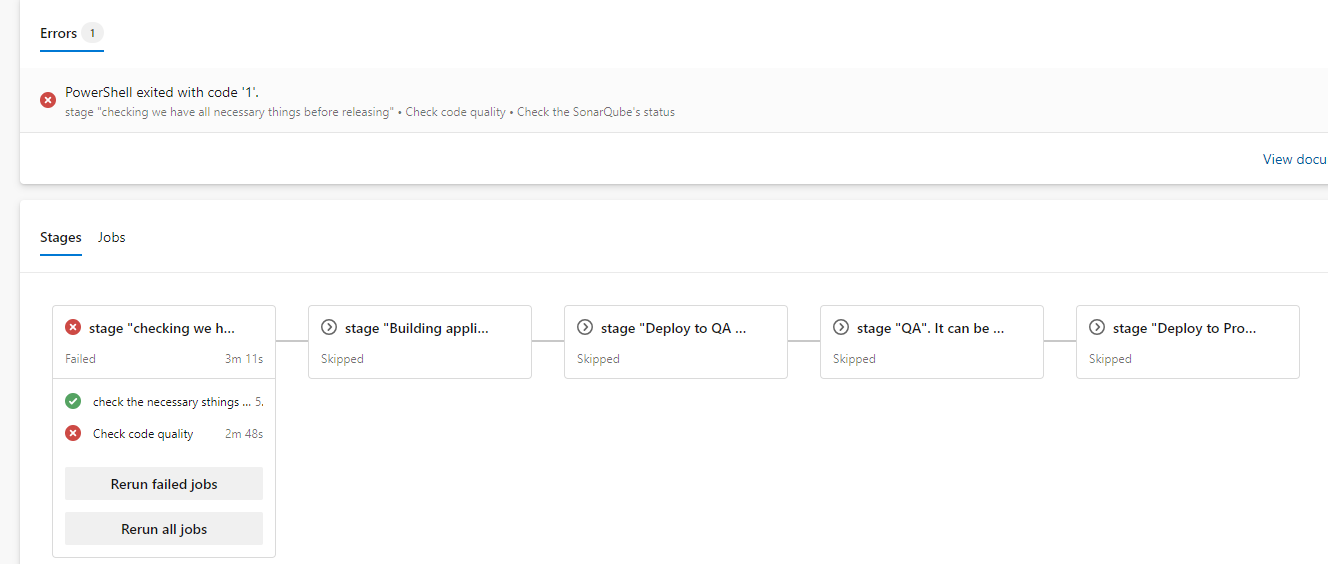 Errors 1
PowerShell exited with code '1'.
stage "checking we have all necessary things before releasing" • Check code quality • Check the SonarQube's status
View docu
Stages Jobs
stage "checking we h...
Failed 3m 11s
check the necessary sthings ... 5.
Check code quality 2m 48s
Rerun failed jobs
Rerun all jobs
stage "Building appli...
Skipped
stage "Deploy to QA ...
Skipped
stage "QA". It can be ...
Skipped
stage "Deploy to Pro...
Skipped